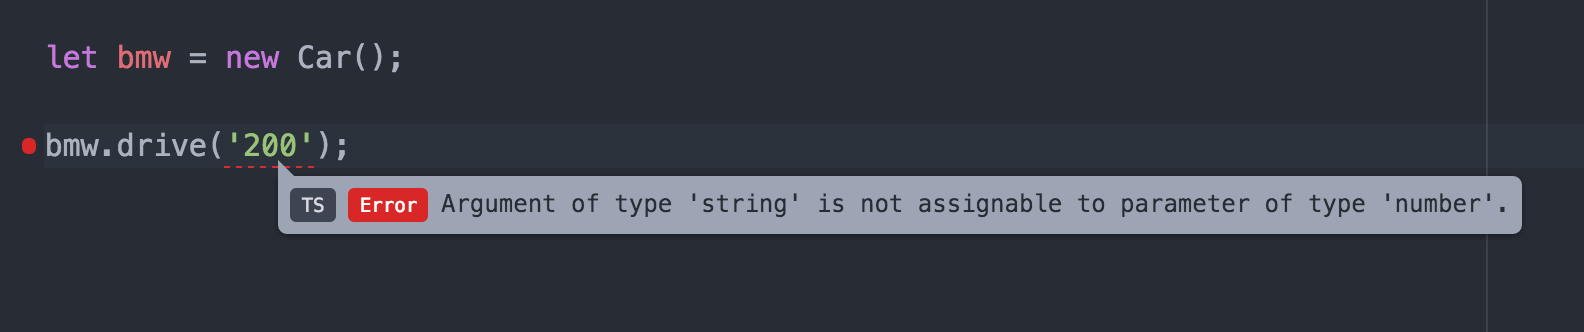 let bmw = new Car();
bmw.drive('200');
TS Error Argument of type 'string' is not assignable to parameter of type 'number'.